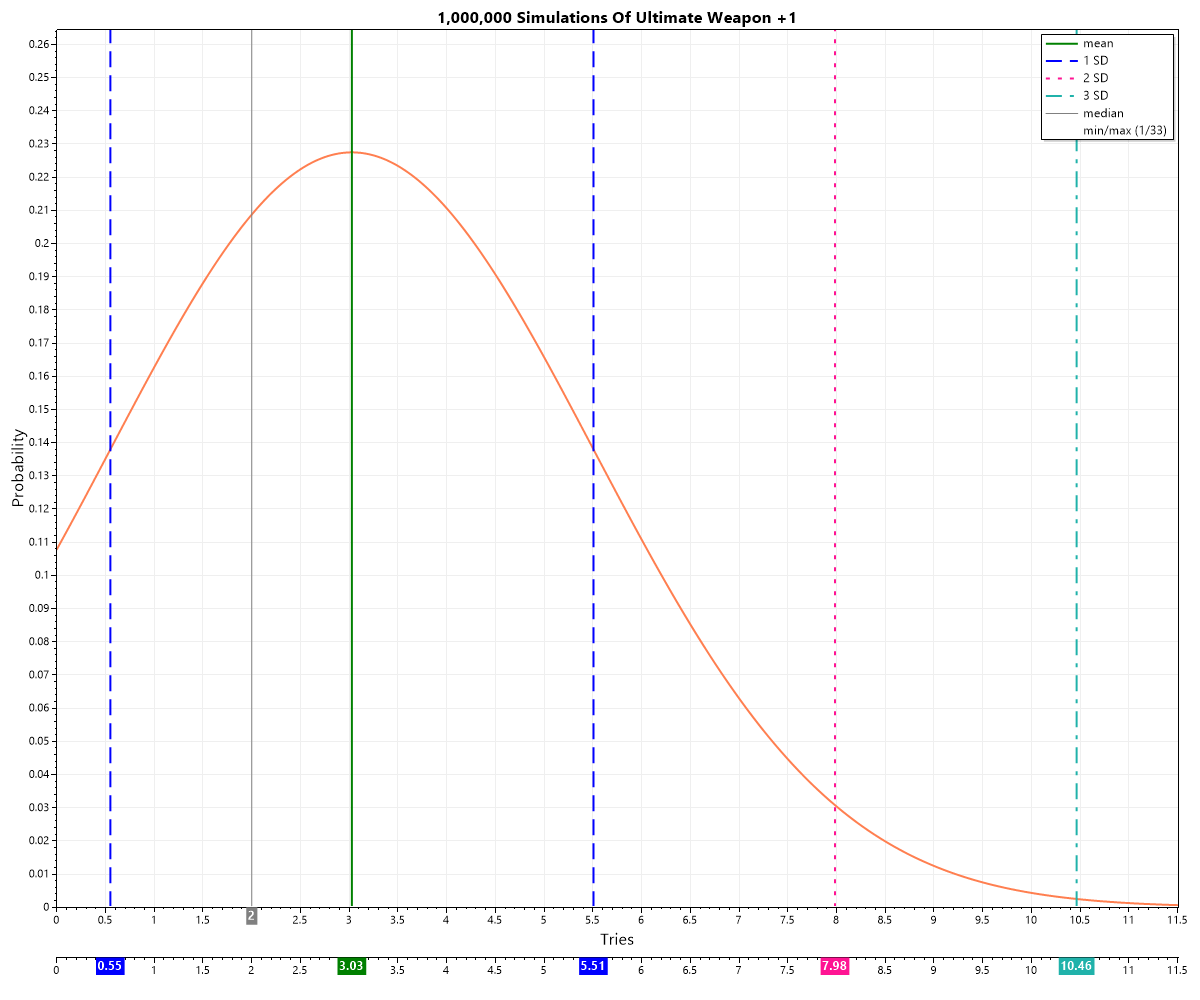 1,000,000 Simulations Of Ultimate Weapon +1
mean
1 SD
2 SD
3 SD
median
min/max (1/33)
0.26
0.25
0.24
0.23
0.22
0.21
0.2
0.19
0.18
0.17
0.16
0.15
0.14
0.13
0.12
0.11
0.1
0.09
0.08
0.07
0.06
0.05
0.04
0.03
0.02
0.01
0
Probability
0 0.5 1 1.5 2 2.5 3 3.5 4 4.5 5 5.5 6 6.5 7 7.5 8 8.5 9 9.5 10 10.5 11 11.5
Tries
0 0.55 1 1.5 2 2.5 3.03 3.5 4 4.5 5 5.51 6 6.5 7 7.5 7.98 8.5 9 9.5 10 10.46 11 11.5